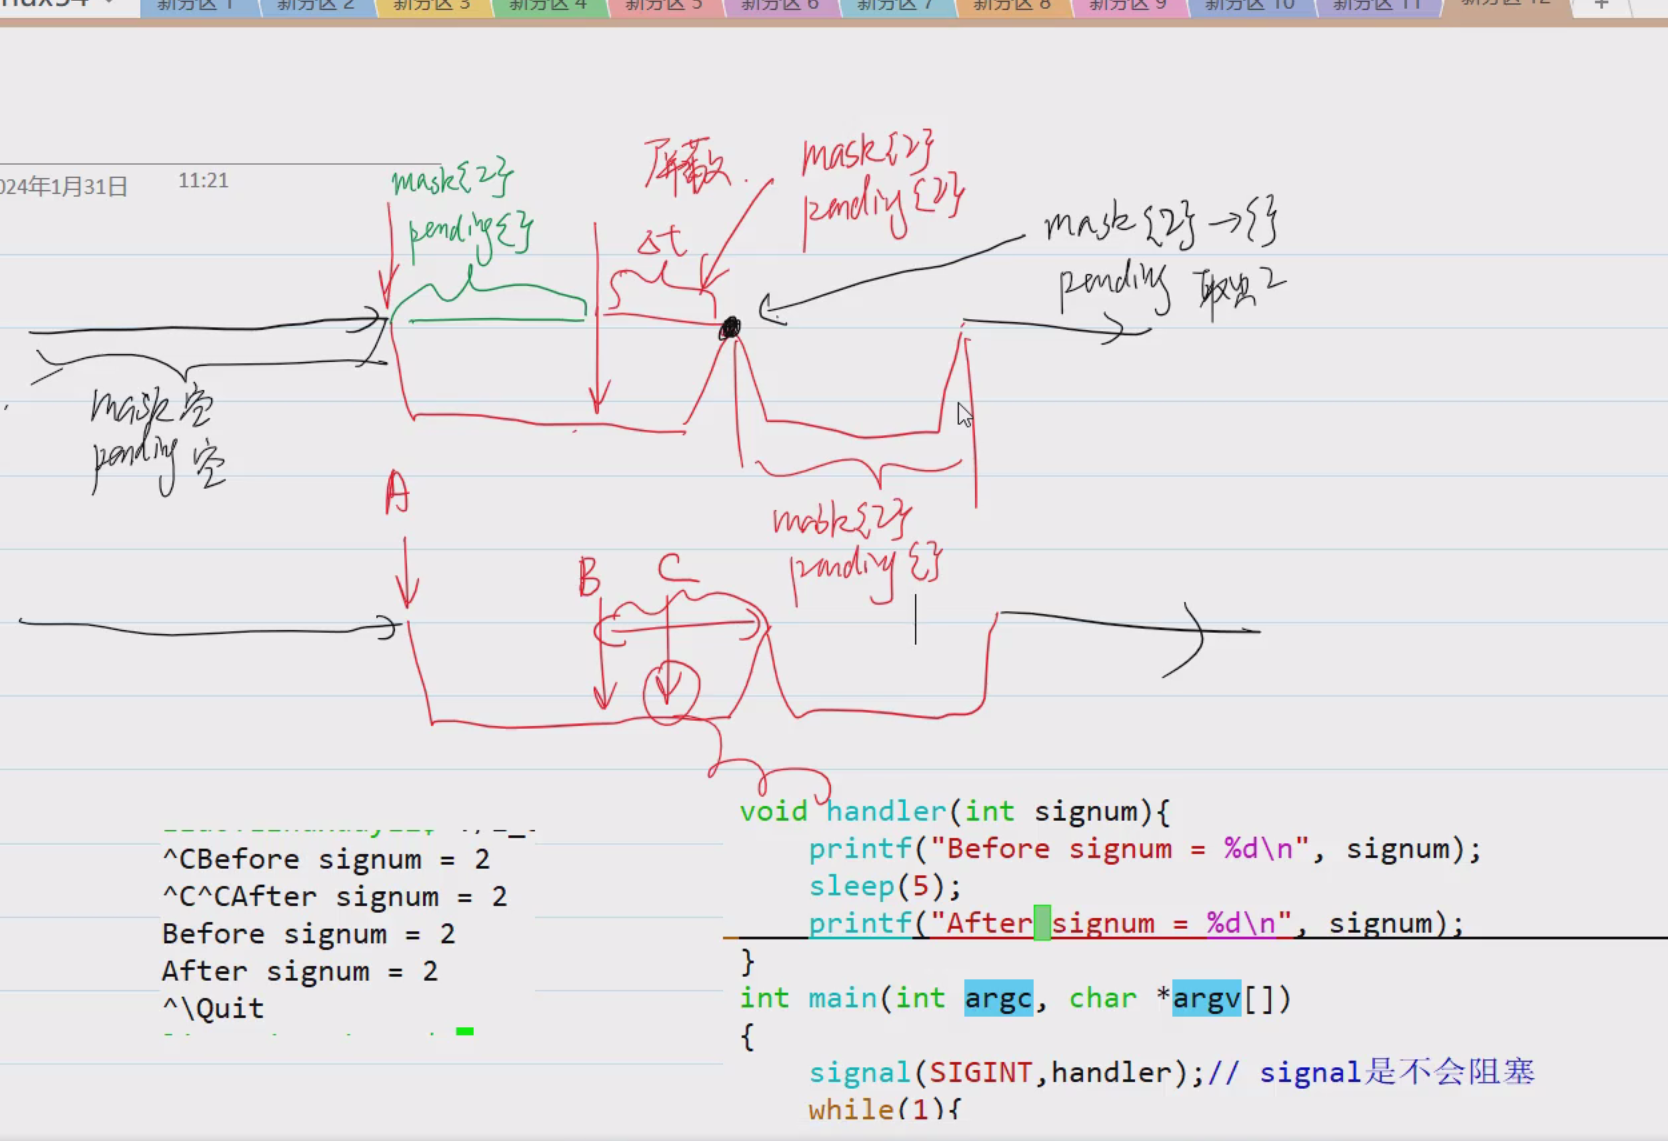 新分区 1 新分区 2 新分区 3 新分区 4 新分区 5 新分区 6 新分区 7 新分区 8 新分区 9 新分区 10 新分区 11 新分区 12 +
024年1月31日 11:21
mask{2}
pending{}
屏蔽
Δt
mask{2}
pending{2}
mask{2}→{}
pending 取出2
mask空
pending空
A
B
C
mask{2}
pending{}
^CBefore signum = 2
^C^CAfter signum = 2
Before signum = 2
After signum = 2
^\Quit
void handler(int signum){
printf("Before signum = %d\n", signum);
sleep(5);
printf("After signum = %d\n", signum);
}
int main(int argc, char *argv[])
{
signal(SIGINT,handler);// signal是不会阻塞
while(1){